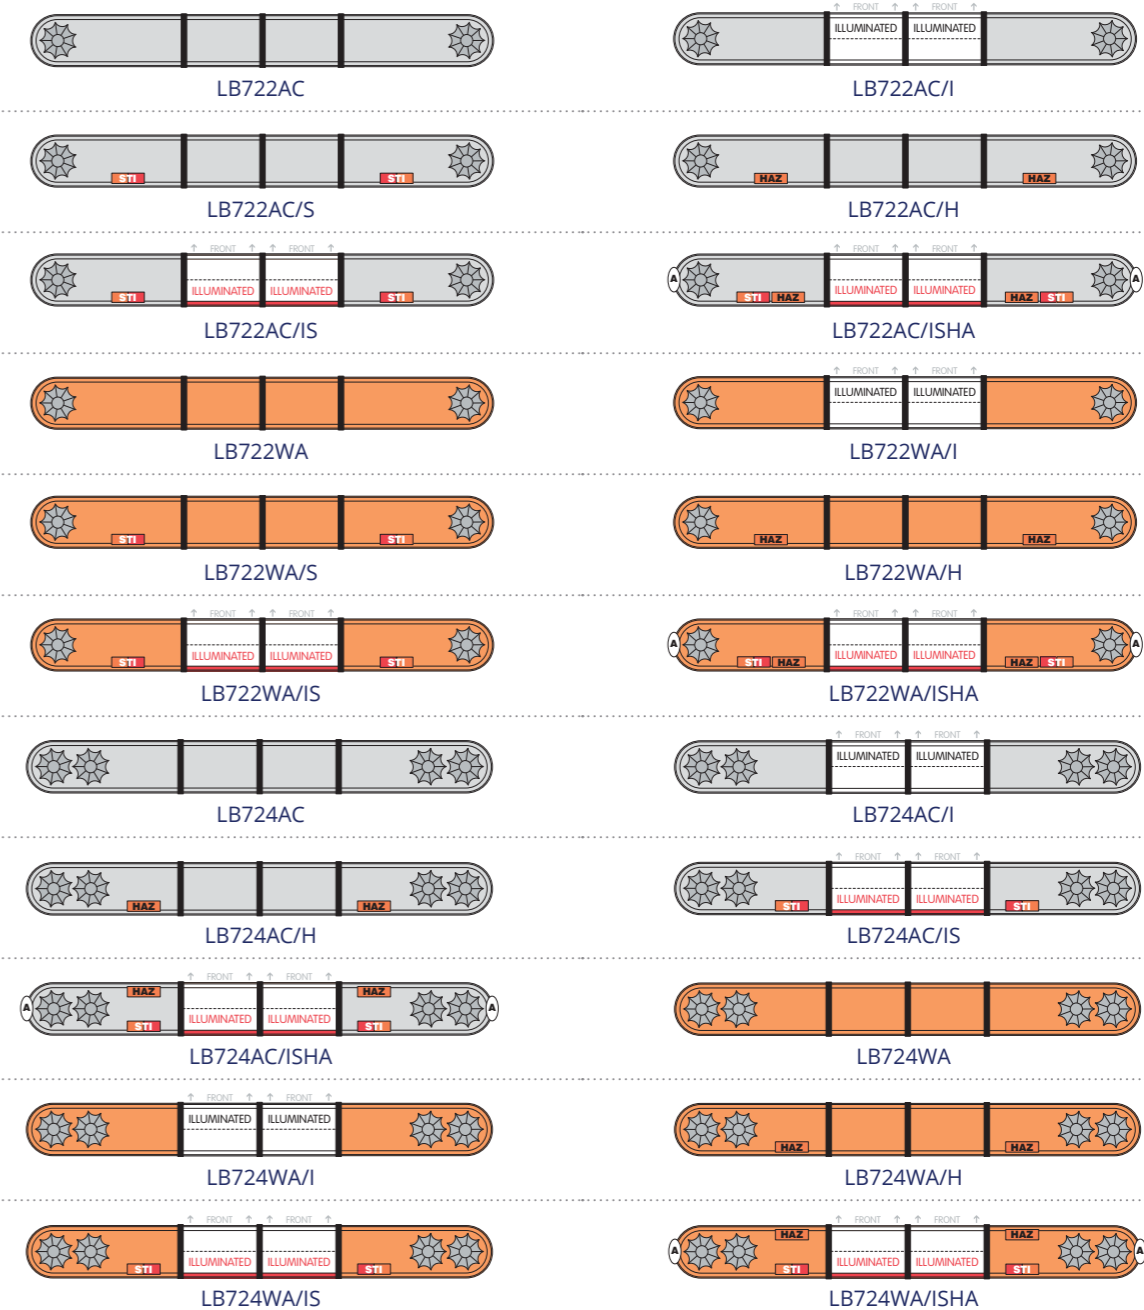 ↑ FRONT ↑ ↑ FRONT ↑
ILLUMINATED ILLUMINATED
LB722AC
LB722AC/I
STI STI
LB722AC/S
HAZ HAZ
LB722AC/H
↑ FRONT ↑ ↑ FRONT ↑
STI ILLUMINATED ILLUMINATED STI
LB722AC/IS
↑ FRONT ↑ ↑ FRONT ↑
A A
STI HAZ ILLUMINATED ILLUMINATED HAZ STI
LB722AC/ISHA
LB722WA
↑ FRONT ↑ ↑ FRONT ↑
ILLUMINATED ILLUMINATED
LB722WA/I
STI STI
LB722WA/S
HAZ HAZ
LB722WA/H
↑ FRONT ↑ ↑ FRONT ↑
STI ILLUMINATED ILLUMINATED STI
LB722WA/IS
↑ FRONT ↑ ↑ FRONT ↑
A A
STI HAZ ILLUMINATED ILLUMINATED HAZ STI
LB722WA/ISHA
LB724AC
↑ FRONT ↑ ↑ FRONT ↑
ILLUMINATED ILLUMINATED
LB724AC/I
HAZ HAZ
LB724AC/H
↑ FRONT ↑ ↑ FRONT ↑
STI ILLUMINATED ILLUMINATED STI
LB724AC/IS
↑ FRONT ↑ ↑ FRONT ↑
HAZ HAZ
A A
STI ILLUMINATED ILLUMINATED STI
LB724AC/ISHA
LB724WA
↑ FRONT ↑ ↑ FRONT ↑
ILLUMINATED ILLUMINATED
LB724WA/I
HAZ HAZ
LB724WA/H
↑ FRONT ↑ ↑ FRONT ↑
STI ILLUMINATED ILLUMINATED STI
LB724WA/IS
↑ FRONT ↑ ↑ FRONT ↑
HAZ HAZ
A A
STI ILLUMINATED ILLUMINATED STI
LB724WA/ISHA